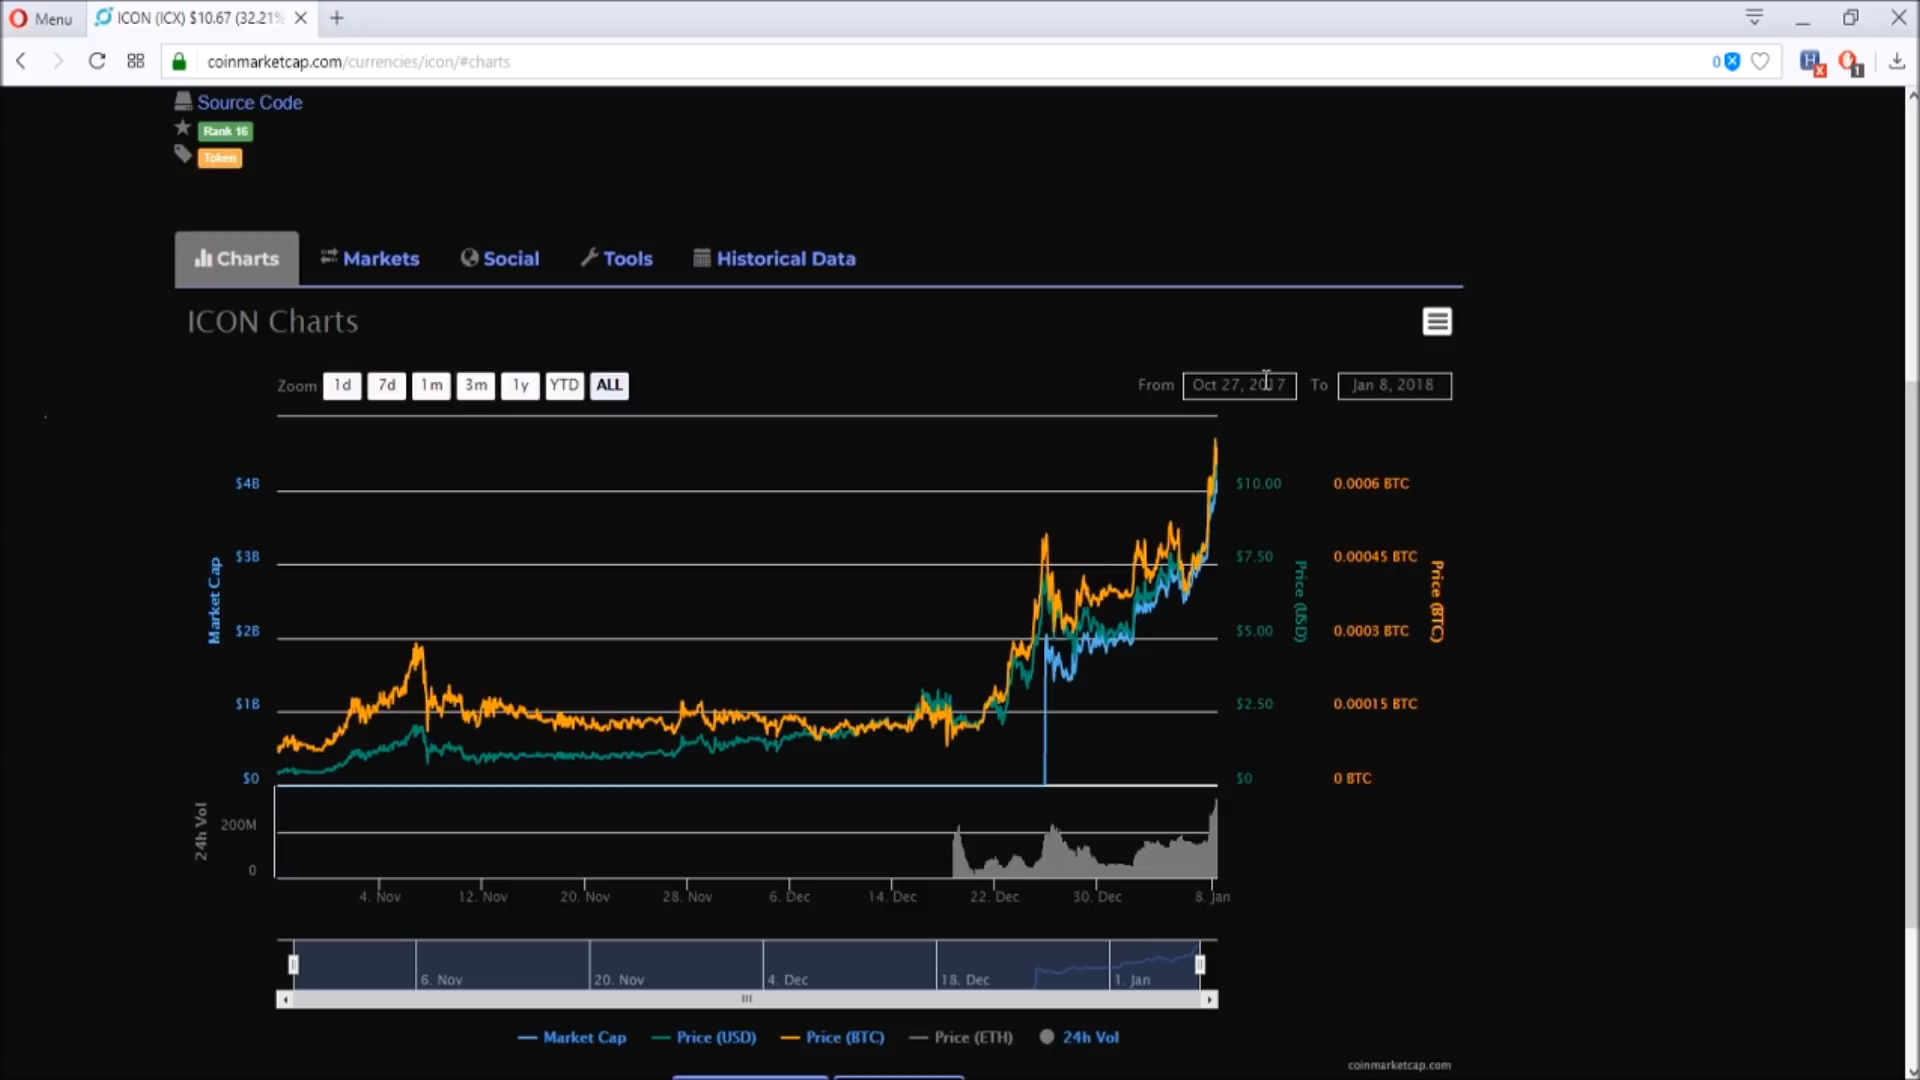 Menu
ICON (ICX) $10.67 (32.21%
coinmarketcap.com/currencies/icon/#charts
0
Source Code
Rank 16
Token
Charts Markets Social Tools Historical Data
ICON Charts
Zoom 1d 7d 1m 3m 1y YTD ALL From Oct 27, 2017 To Jan 8, 2018
$4B $10.00 0.0006 BTC
$3B $7.50 0.00045 BTC
Market Cap Price (USD) Price (BTC)
$2B $5.00 0.0003 BTC
$1B $2.50 0.00015 BTC
$0 $0 0 BTC
24h Vol
200M
0
4. Nov 12. Nov 20. Nov 28. Nov 6. Dec 14. Dec 22. Dec 30. Dec 8. Jan
6. Nov 20. Nov 4. Dec 18. Dec 1. Jan
Market Cap Price (USD) Price (BTC) Price (ETH) 24h Vol
coinmarketcap.com